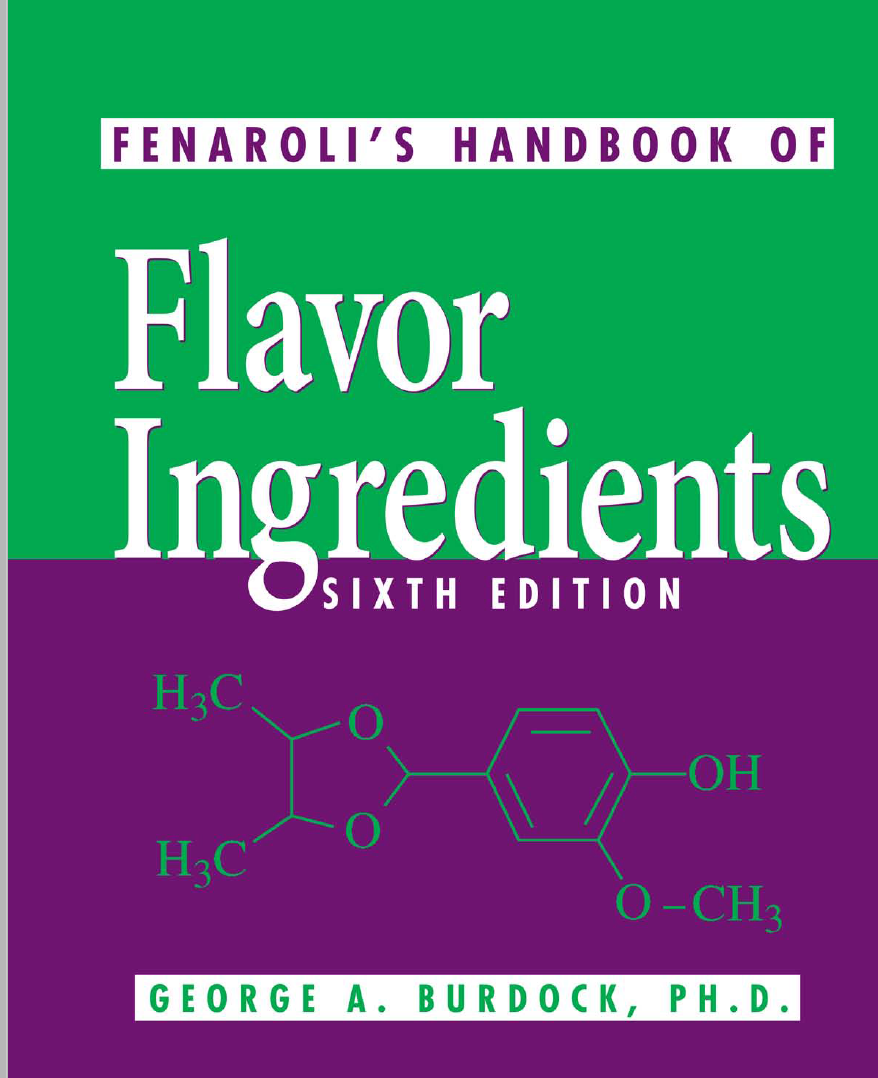 FENAROLI'S HANDBOOK OF
Flavor
Ingredients
SIXTH EDITION
H₃C
O
OH
H₃C
O
O–CH₃
GEORGE A. BURDOCK, PH.D.